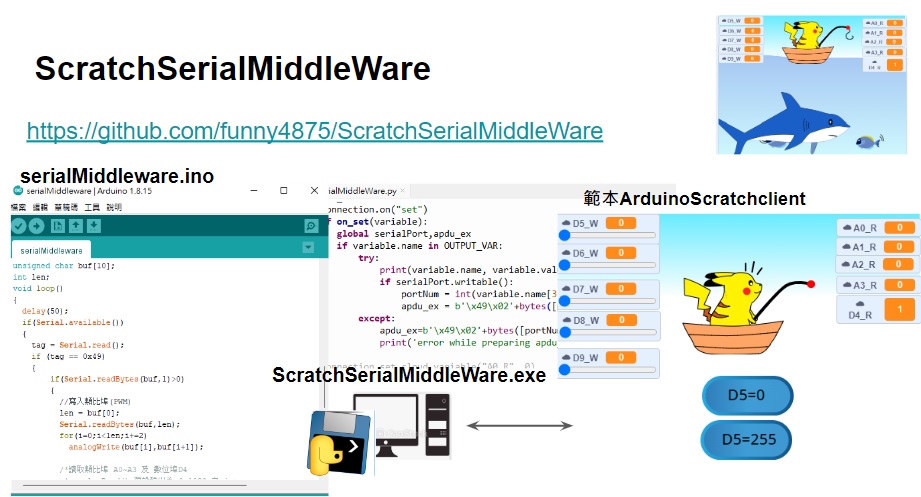 ScratchSerialMiddleWare
https://github.com/funny4875/ScratchSerialMiddleWare
D5_W 0
D6_W 0
D7_W 0
D8_W 0
D9_W 0
A0_R 0
A1_R 0
A2_R 0
A3_R 0
D4_R 1
serialMiddleware.ino
serialMiddleware | Arduino 1.8.15
檔案 編輯 草稿碼 工具 說明
serialMiddleware
unsigned char buf[10];
int len;
void loop()
{
delay(50);
if(Serial.available())
{
tag = Serial.read();
if (tag == 0x49)
{
if(Serial.readBytes(buf,1)>0)
{
//寫入類比埠(PWM)
len = buf[0];
Serial.readBytes(buf,len);
for(i=0;i<len;i+=2)
analogWrite(buf[i],buf[i+1]);
/*讀取類比埠 A0~A3 及 數位埠D4
ialMiddleWare.py ×
onnection.on("set")
f on_set(variable):
global serialPort,apdu_ex
if variable.name in OUTPUT_VAR:
try:
print(variable.name, variable.val
if serialPort.writable():
portNum = int(variable.name[3
apdu_ex = b'\x49\x02'+bytes([
except:
apdu_ex=b'\x49\x02'+bytes([portNu
print('error while preparing apdu
ScratchSerialMiddleWare.exe
範本ArduinoScratchclient
D5_W 0
D6_W 0
D7_W 0
D8_W 0
D9_W 0
A0_R 0
A1_R 0
A2_R 0
A3_R 0
D4_R 1
D5=0
D5=255